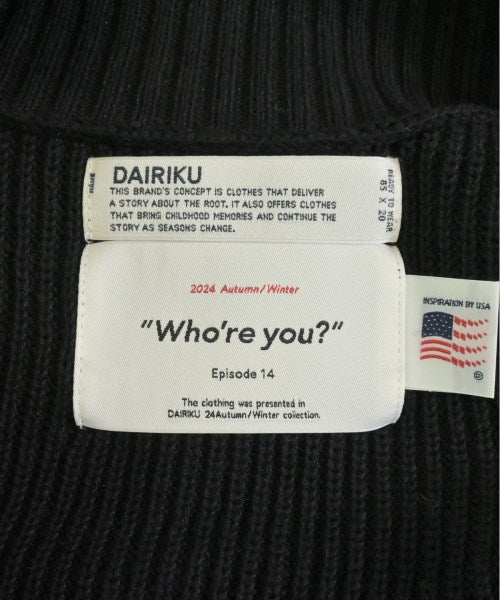 NAME
DAIRIKU
THIS BRAND'S CONCEPT IS CLOTHES THAT DELIVER
A STORY ABOUT THE ROOT. IT ALSO OFFERS CLOTHES
THAT BRING CHILDHOOD MEMORIES AND CONTINUE THE
STORY AS SEASONS CHANGE.
READY TO WEAR
85 X 20
2024 Autumn/Winter
"Who're you?"
Episode 14
The clothing was presented in
DAIRIKU 24Autumn/Winter collection.
INSPIRATION BY USA